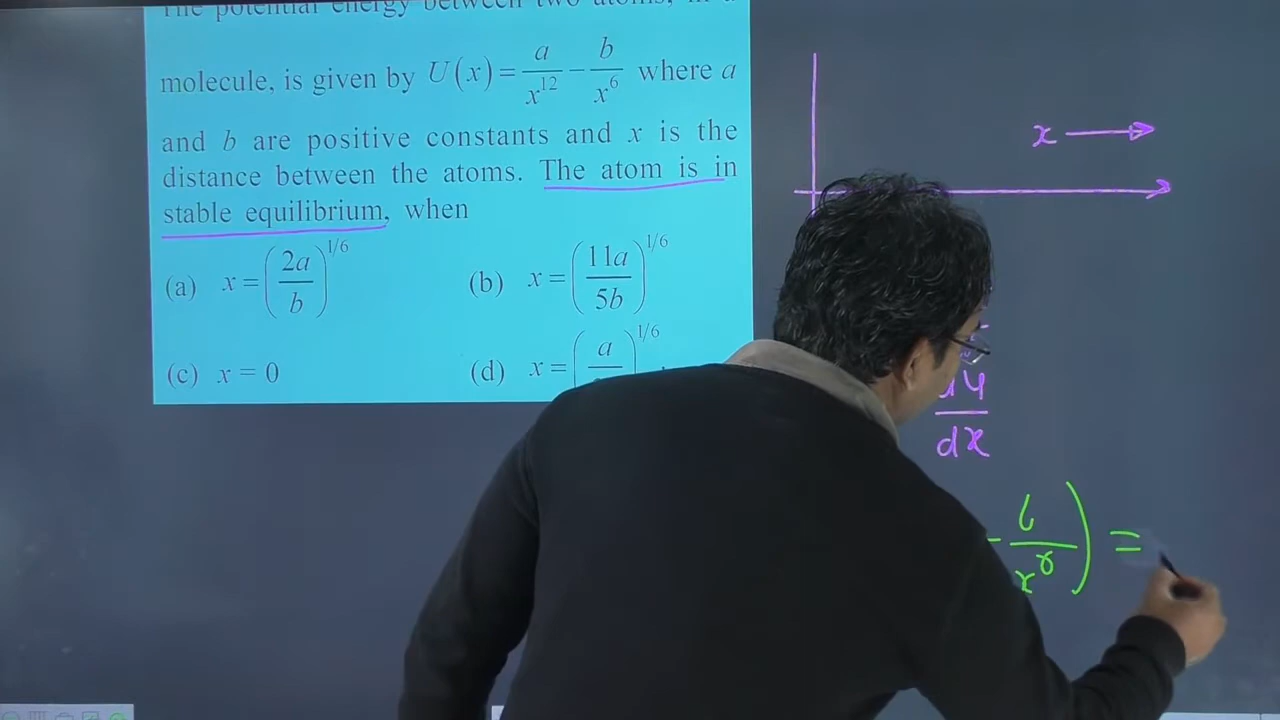 The potential energy between two atoms, in a
molecule, is given by U(x) = a/x^12 − b/x^6 where a
and b are positive constants and x is the
distance between the atoms. The atom is in
stable equilibrium, when
(a) x = (2a/b)^1/6
(b) x = (11a/5b)^1/6
(c) x = 0
(d) x = (a/
)^1/6
x
dx
x
) =